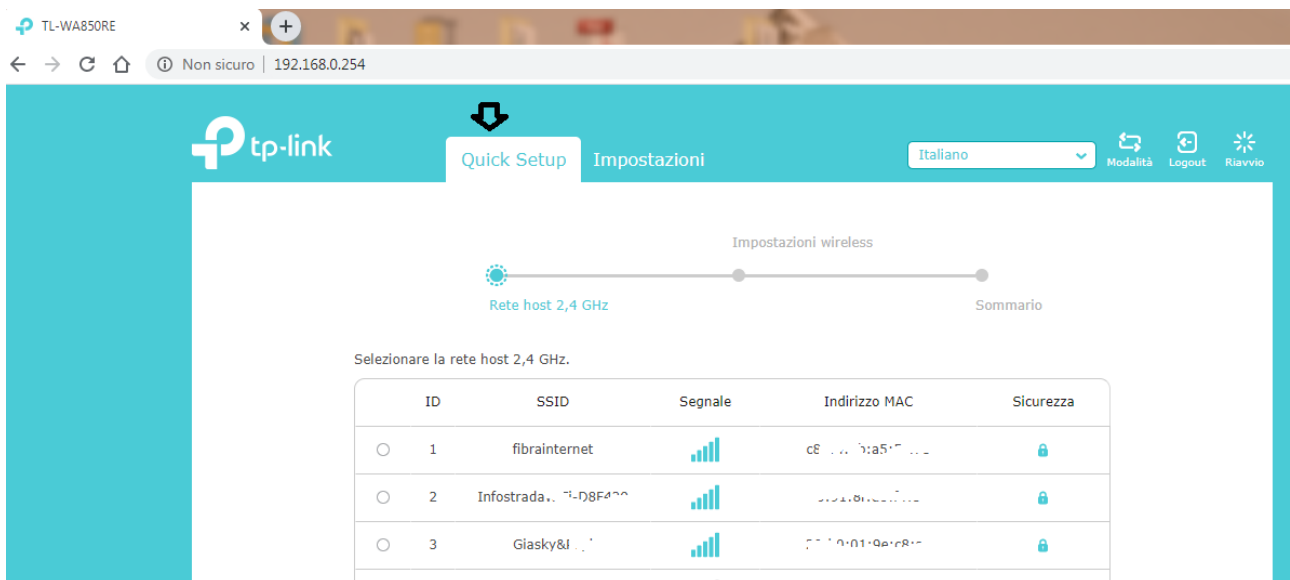 TL-WA850RE
Non sicuro | 192.168.0.254
tp-link
Quick Setup
Impostazioni
Italiano
Modalità
Logout
Riavvio
Impostazioni wireless
Rete host 2,4 GHz
Sommario
Selezionare la rete host 2,4 GHz.
ID SSID Segnale Indirizzo MAC Sicurezza
1 fibrainternet
2 Infostrada
3